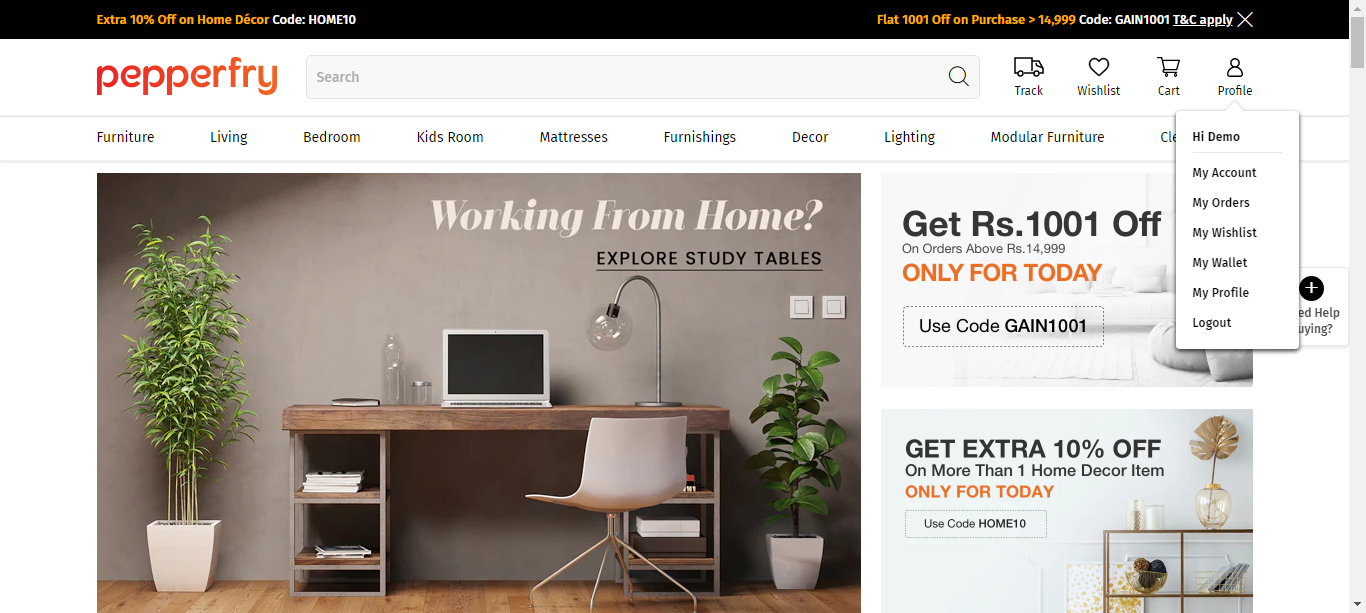 Extra 10% Off on Home Décor Code: HOME10
Flat 1001 Off on Purchase > 14,999 Code: GAIN1001 T&C apply
pepperfry
Search
Track
Wishlist
Cart
Profile
Furniture
Living
Bedroom
Kids Room
Mattresses
Furnishings
Decor
Lighting
Modular Furniture
Hi Demo
My Account
My Orders
My Wishlist
My Wallet
My Profile
Logout
Working From Home?
EXPLORE STUDY TABLES
Get Rs.1001 Off
On Orders Above Rs.14,999
ONLY FOR TODAY
Use Code GAIN1001
Help
GET EXTRA 10% OFF
On More Than 1 Home Decor Item
ONLY FOR TODAY
Use Code HOME10